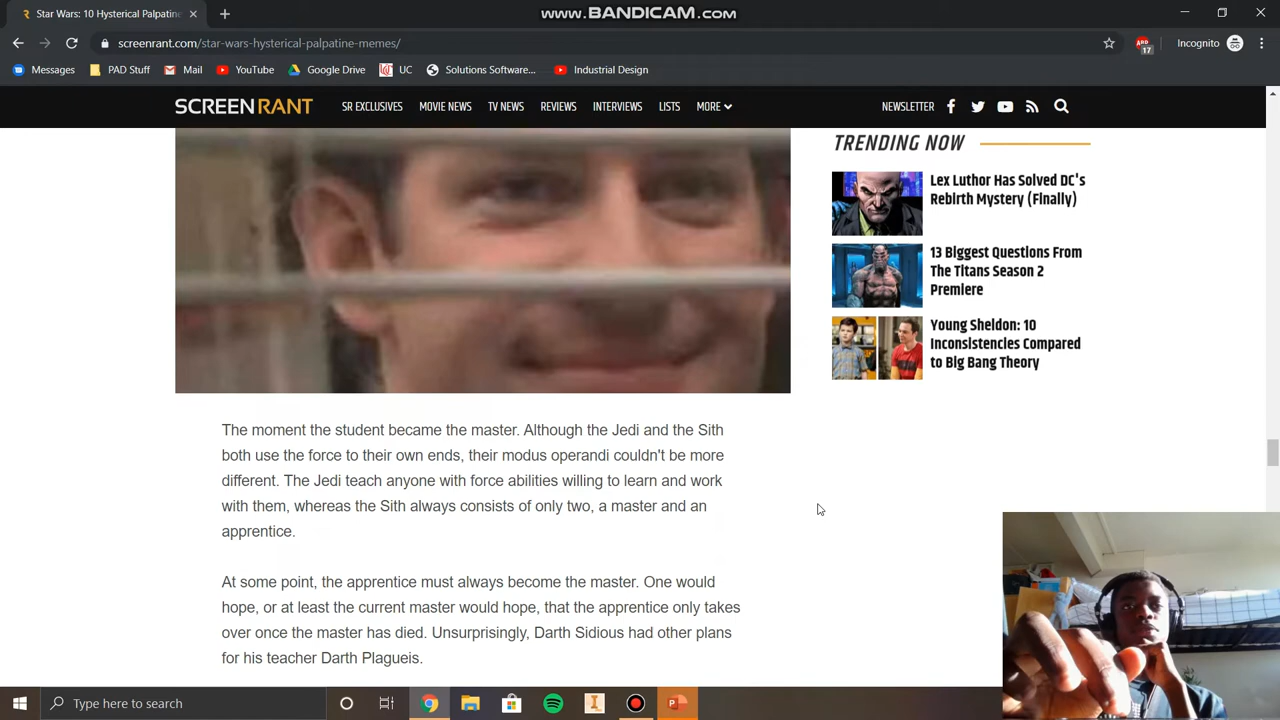 Star Wars: 10 Hysterical Palpatine
www.BANDICAM.com
screenrant.com/star-wars-hysterical-palpatine-memes/
17
Incognito
Messages
PAD Stuff
Mail
YouTube
Google Drive
UC
Solutions Software...
Industrial Design
SCREENRANT
SR EXCLUSIVES
MOVIE NEWS
TV NEWS
REVIEWS
INTERVIEWS
LISTS
MORE
NEWSLETTER
TRENDING NOW
Lex Luthor Has Solved DC's
Rebirth Mystery (Finally)
13 Biggest Questions From
The Titans Season 2
Premiere
Young Sheldon: 10
Inconsistencies Compared
to Big Bang Theory
The moment the student became the master. Although the Jedi and the Sith
both use the force to their own ends, their modus operandi couldn't be more
different. The Jedi teach anyone with force abilities willing to learn and work
with them, whereas the Sith always consists of only two, a master and an
apprentice.
At some point, the apprentice must always become the master. One would
hope, or at least the current master would hope, that the apprentice only takes
over once the master has died. Unsurprisingly, Darth Sidious had other plans
for his teacher Darth Plagueis.
Type here to search